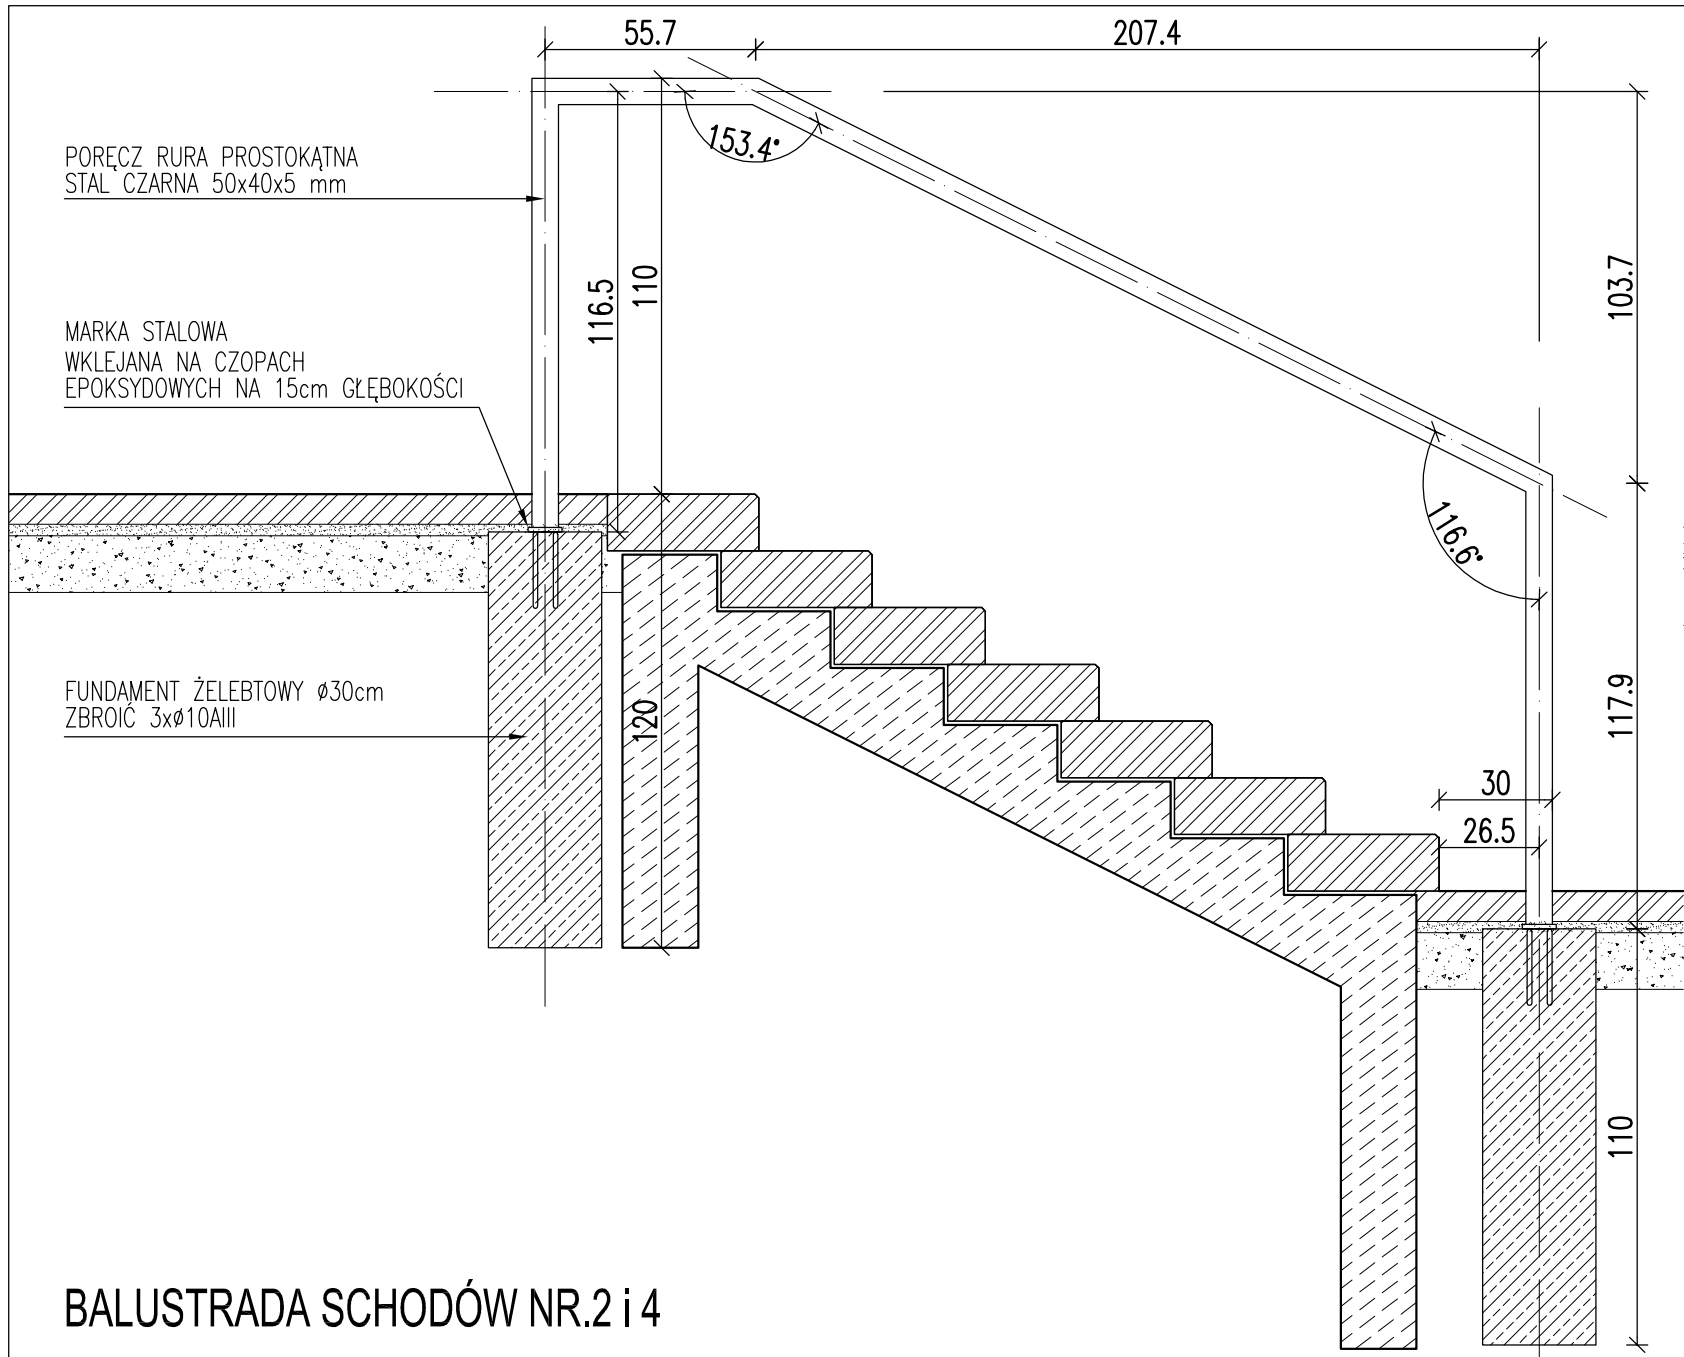 55.7
207.4
153.4°
PORĘCZ RURA PROSTOKĄTNA
STAL CZARNA 50x40x5 mm
116.5
110
103.7
MARKA STALOWA
WKLEJANA NA CZOPACH
EPOKSYDOWYCH NA 15cm GŁĘBOKOŚCI
116.6°
FUNDAMENT ŻELEBTOWY ø30cm
ZBROIĆ 3xø10AIII
120
117.9
30
26.5
110
BALUSTRADA SCHODÓW NR.2 i 4